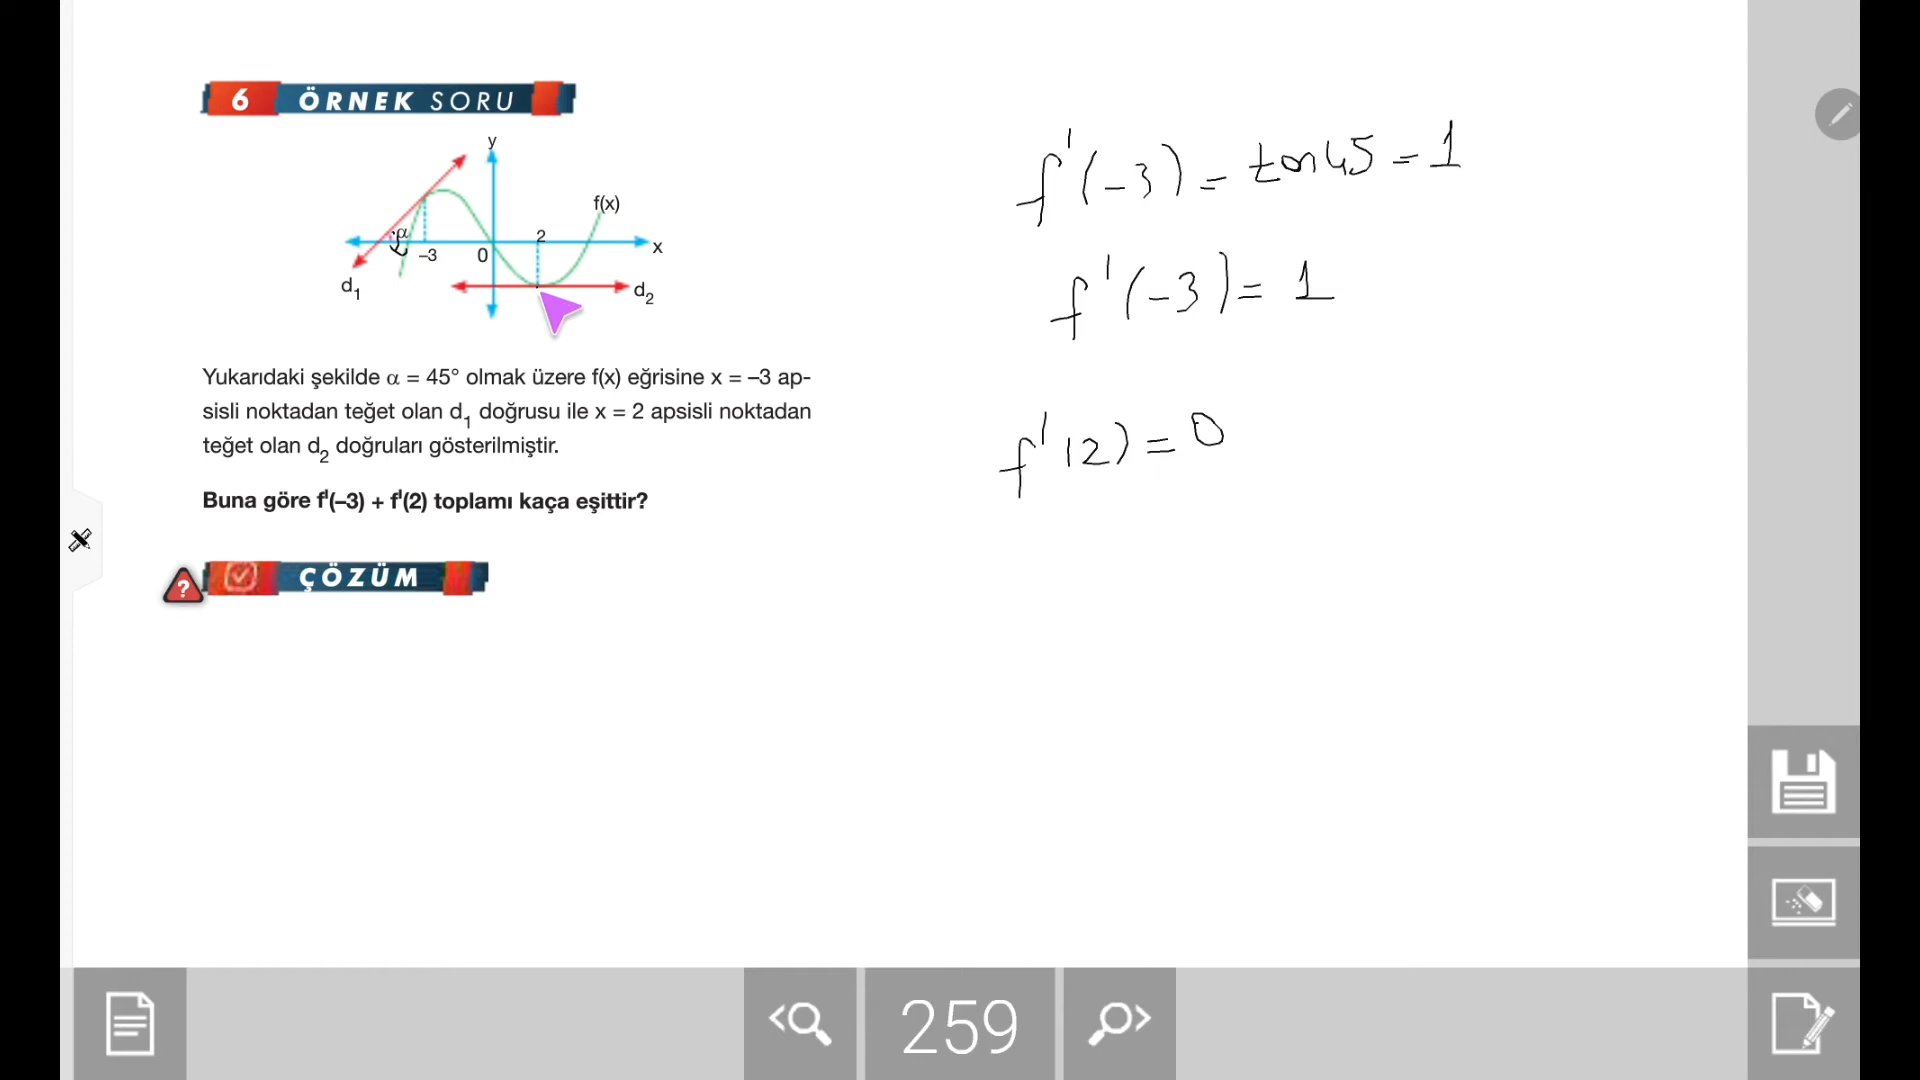 6 ÖRNEK SORU
y
f(x)
α
2
–3
0
x
d1
d2
Yukarıdaki şekilde α = 45° olmak üzere f(x) eğrisine x = –3 ap-
sisli noktadan teğet olan d1 doğrusu ile x = 2 apsisli noktadan
teğet olan d2 doğruları gösterilmiştir.
Buna göre f'(–3) + f'(2) toplamı kaça eşittir?
? ÇÖZÜM
f'(-3) = tan45 = 1
f'(-3) = 1
f'(2) = 0
259